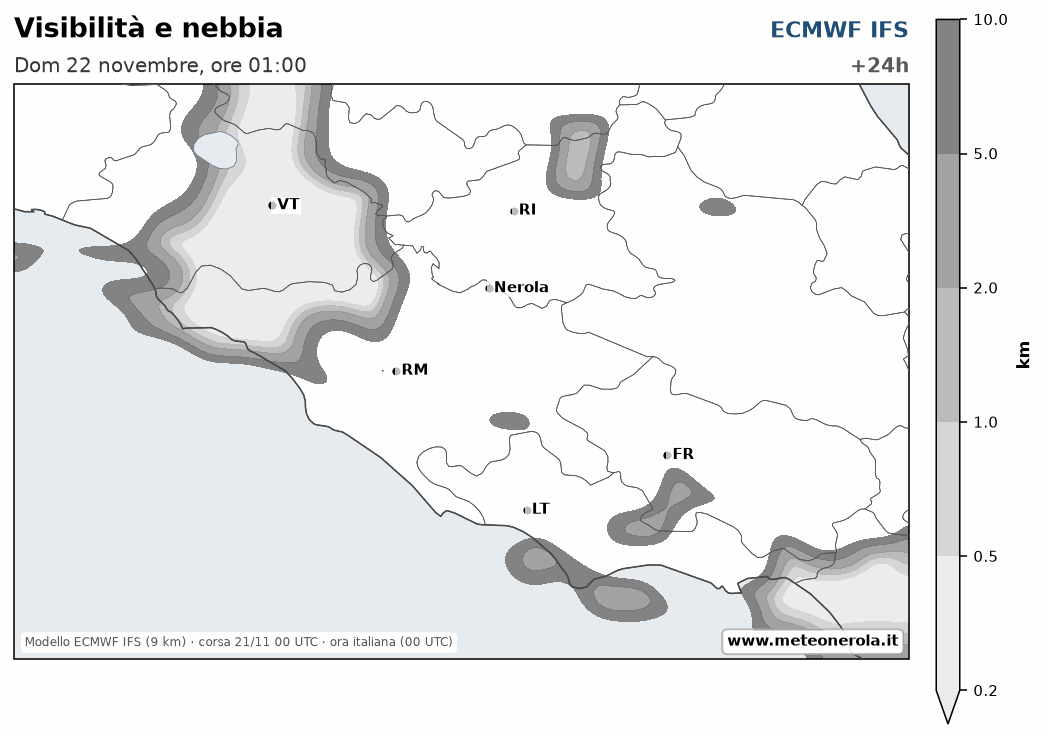 Visibilità e nebbia
ECMWF IFS
Dom 22 novembre, ore 01:00
+24h
10.0
5.0
2.0
1.0
0.5
0.2
km
VT
RI
Nerola
RM
FR
LT
Modello ECMWF IFS (9 km) · corsa 21/11 00 UTC · ora italiana (00 UTC)
www.meteonerola.it